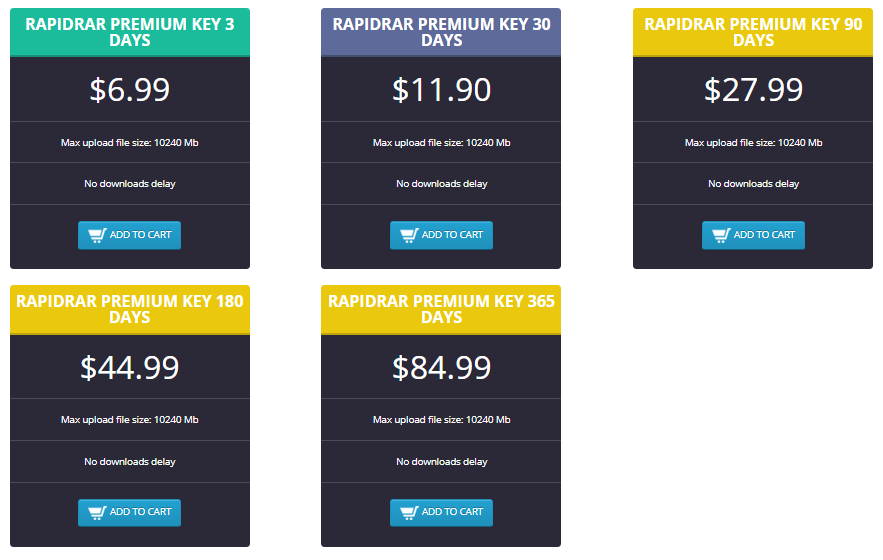 RAPIDRAR PREMIUM KEY 3
DAYS
$6.99
Max upload file size: 10240 Mb
No downloads delay
ADD TO CART
RAPIDRAR PREMIUM KEY 30
DAYS
$11.90
Max upload file size: 10240 Mb
No downloads delay
ADD TO CART
RAPIDRAR PREMIUM KEY 90
DAYS
$27.99
Max upload file size: 10240 Mb
No downloads delay
ADD TO CART
RAPIDRAR PREMIUM KEY 180
DAYS
$44.99
Max upload file size: 10240 Mb
No downloads delay
ADD TO CART
RAPIDRAR PREMIUM KEY 365
DAYS
$84.99
Max upload file size: 10240 Mb
No downloads delay
ADD TO CART